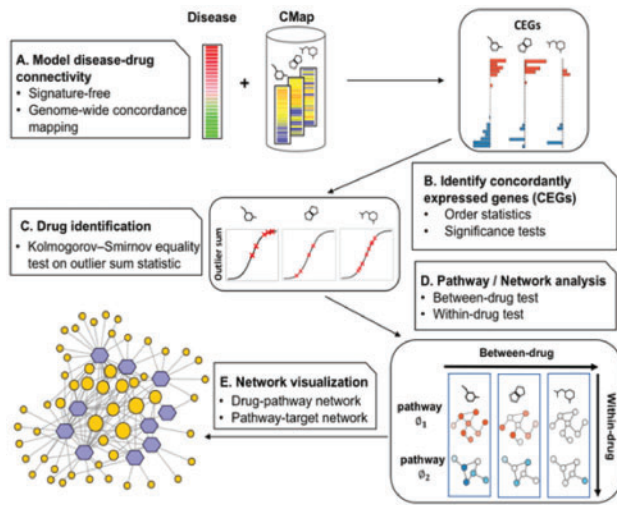 Disease
CMap
CEGs
A. Model disease-drug
connectivity
• Signature-free
• Genome-wide concordance
mapping
+
B. Identify concordantly
expressed genes (CEGs)
• Order statistics
• Significance tests
C. Drug identification
• Kolmogorov–Smirnov equality
test on outlier sum statistic
Outlier sum
D. Pathway / Network analysis
• Between-drug test
• Within-drug test
E. Network visualization
• Drug-pathway network
• Pathway-target network
Between-drug
Within-drug
pathway
∅1
pathway
∅2